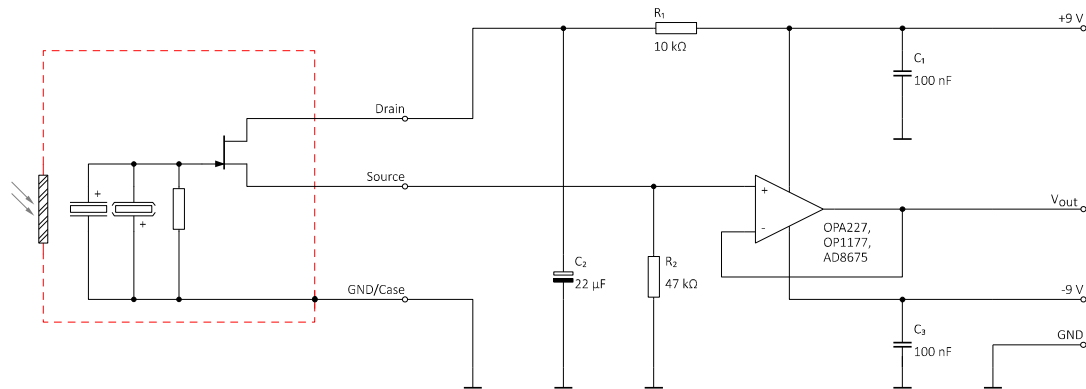 R₁
10 kΩ
+9 V
C₁
100 nF
Drain
+
+
Source
+
-
Vout
OPA227,
OP1177,
AD8675
C₂
22 µF
R₂
47 kΩ
GND/Case
-9 V
C₃
100 nF
GND